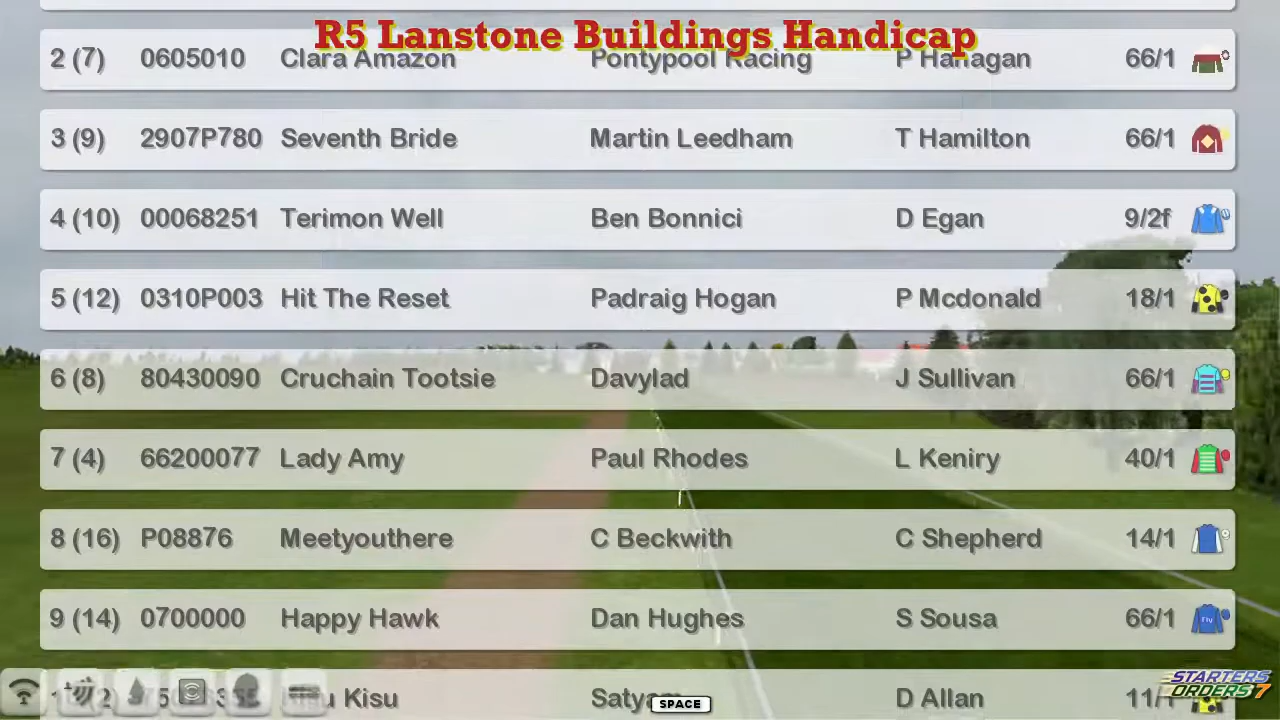 R5 Lanstone Buildings Handicap
2 (7) 0605010 Clara Amazon Pontypool Racing P Hanagan 66/1
3 (9) 2907P780 Seventh Bride Martin Leedham T Hamilton 66/1
4 (10) 00068251 Terimon Well Ben Bonnici D Egan 9/2f
5 (12) 0310P003 Hit The Reset Padraig Hogan P Mcdonald 18/1
6 (8) 80430090 Cruchain Tootsie Davylad J Sullivan 66/1
7 (4) 66200077 Lady Amy Paul Rhodes L Keniry 40/1
8 (16) P08876 Meetyouthere C Beckwith C Shepherd 14/1
9 (14) 0700000 Happy Hawk Dan Hughes S Sousa 66/1
Kisu D Allan
SPACE
STARTERS ORDERS 7